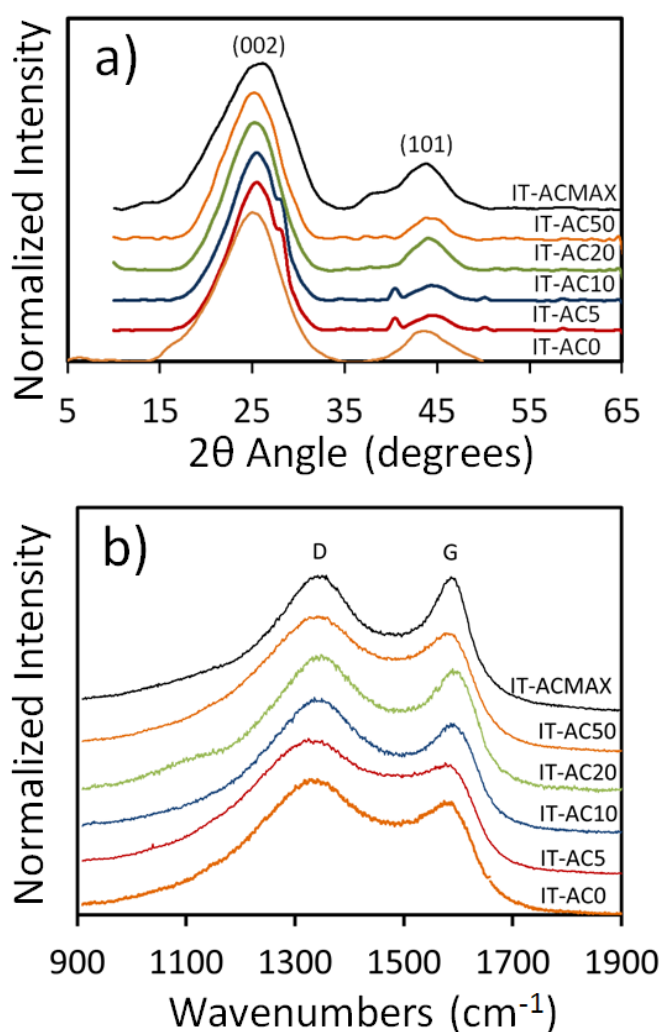 a)
(002)
(101)
IT-ACMAX
IT-AC50
IT-AC20
IT-AC10
IT-AC5
IT-AC0
Normalized Intensity
5 15 25 35 45 55 65
2θ Angle (degrees)
b)
D G
IT-ACMAX
IT-AC50
IT-AC20
IT-AC10
IT-AC5
IT-AC0
Normalized Intensity
900 1100 1300 1500 1700 1900
Wavenumbers (cm⁻¹)